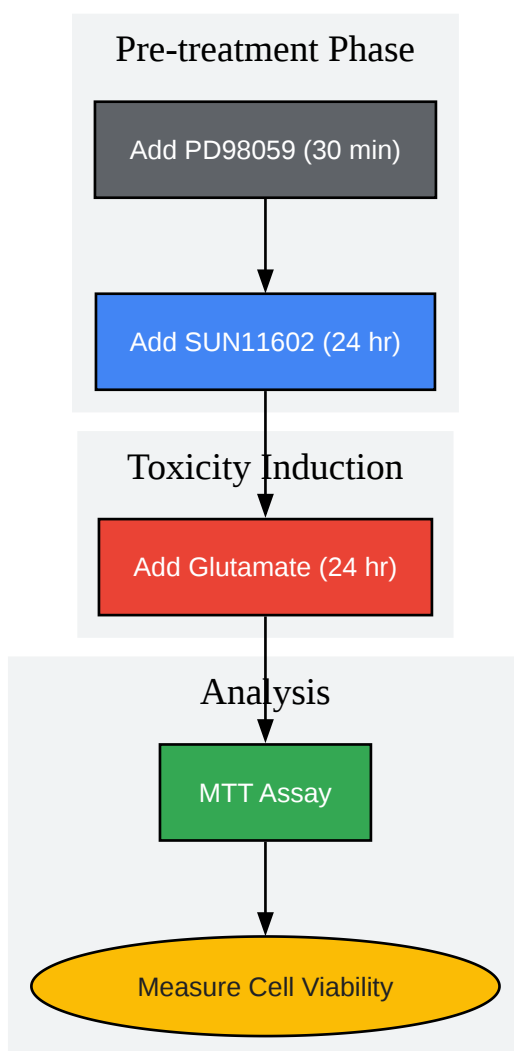 Pre-treatment Phase
Add PD98059 (30 min)
Add SUN11602 (24 hr)
Toxicity Induction
Add Glutamate (24 hr)
Analysis
MTT Assay
Measure Cell Viability